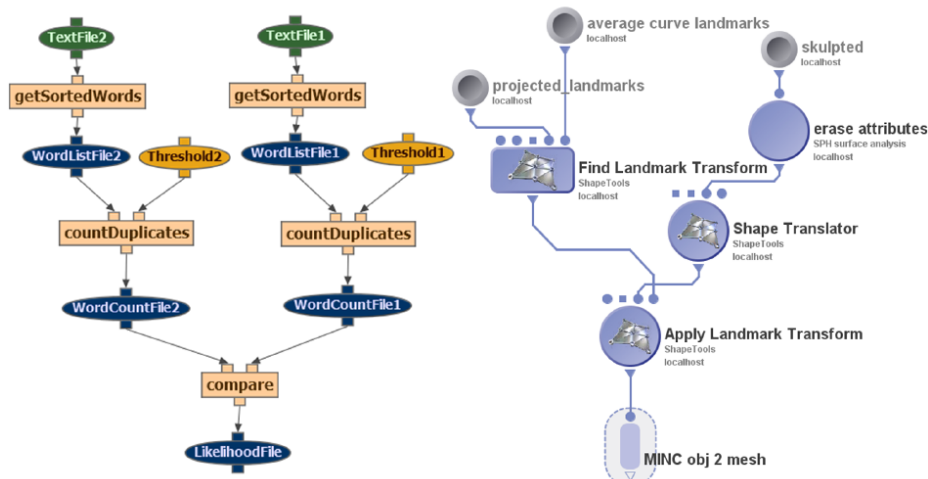 TextFile2
TextFile1
getSortedWords
getSortedWords
WordListFile2
Threshold2
WordListFile1
Threshold1
countDuplicates
countDuplicates
WordCountFile2
WordCountFile1
compare
LikelihoodFile
average curve landmarks
localhost
skulpted
localhost
projected_landmarks
localhost
erase attributes
SPH surface analysis
localhost
Find Landmark Transform
ShapeTools
localhost
Shape Translator
ShapeTools
localhost
Apply Landmark Transform
ShapeTools
localhost
MINC obj 2 mesh